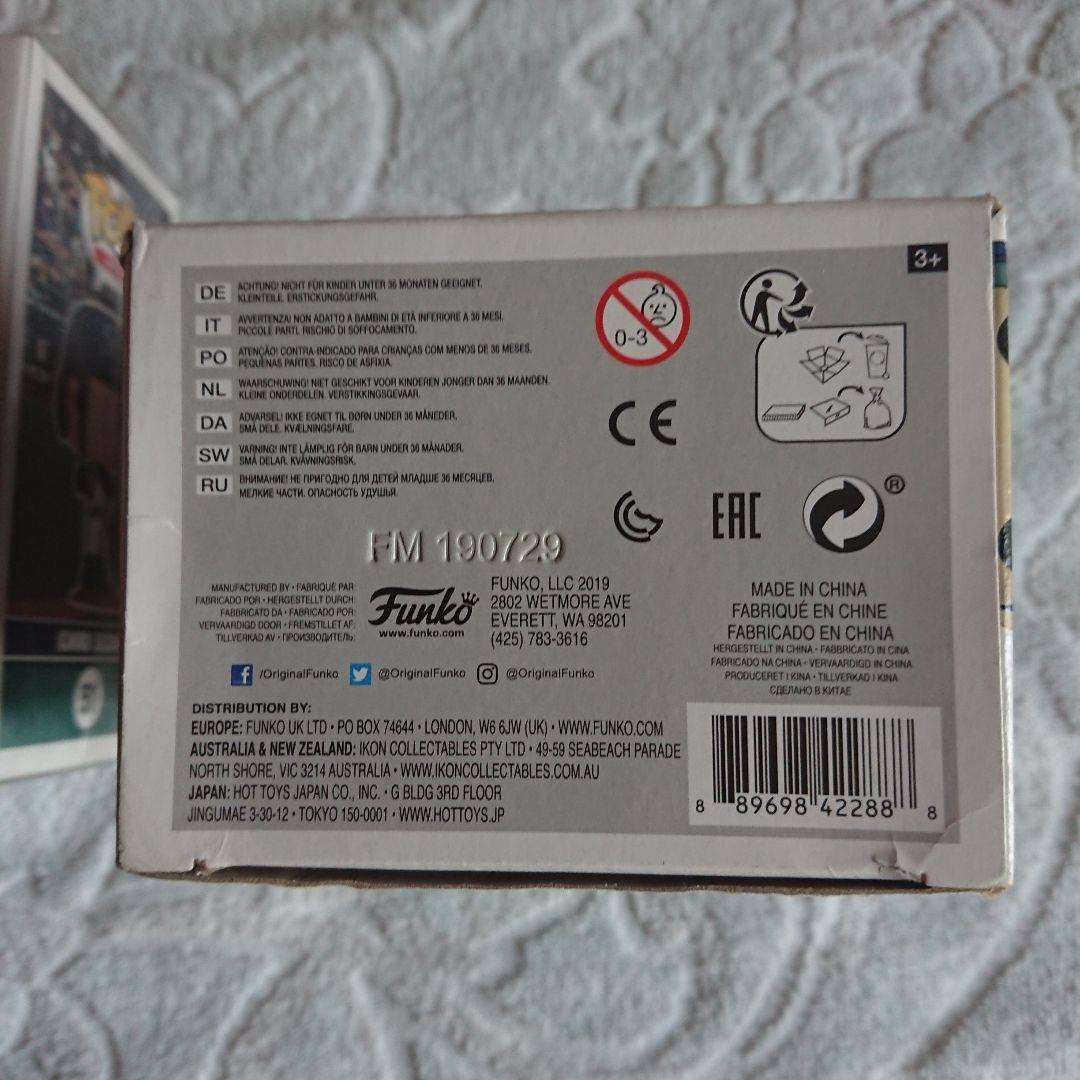 3+
DE ACHTUNG! NICHT FÜR KINDER UNTER 36 MONATEN GEEIGNET.
KLEINTEILE. ERSTICKUNGSGEFAHR.
IT AVVERTENZA! NON ADATTO A BAMBINI DI ETÀ INFERIORE A 36 MESI.
PICCOLE PARTI. RISCHIO DI SOFFOCAMENTO.
PO ATENÇÃO! CONTRA-INDICADO PARA CRIANÇAS COM MENOS DE 36 MESES.
PEQUENAS PARTES. RISCO DE ASFIXIA.
NL WAARSCHUWING! NIET GESCHIKT VOOR KINDEREN JONGER DAN 36 MAANDEN.
KLEINE ONDERDELEN. VERSTIKKINGSGEVAAR.
DA ADVARSEL! IKKE EGNET TIL BØRN UNDER 36 MÅNEDER.
SMÅ DELE. KVÆLNINGSFARE.
SW VARNING! INTE LÄMPLIG FÖR BARN UNDER 36 MÅNADER.
SMÅ DELAR. KVÄVNINGSRISK.
RU ВНИМАНИЕ! НЕ ПРИГОДНО ДЛЯ ДЕТЕЙ МЛАДШЕ 36 МЕСЯЦЕВ.
МЕЛКИЕ ЧАСТИ. ОПАСНОСТЬ УДУШЬЯ.
0-3
CE
EAC
®
FM 190729
MANUFACTURED BY • FABRIQUÉ PAR:
FABRICADO POR • HERGESTELLT DURCH:
FABBRICATO DA • FABRICADO POR:
VERVAARDIGD DOOR • FREMSTILLET AF:
TILLVERKAD AV • ПРОИЗВОДИТЕЛЬ:
Funko
www.funko.com
FUNKO, LLC 2019
2802 WETMORE AVE
EVERETT, WA 98201
(425) 783-3616
/OriginalFunko @OriginalFunko @OriginalFunko
MADE IN CHINA
FABRIQUÉ EN CHINE
FABRICADO EN CHINA
HERGESTELLT IN CHINA • FABBRICATO IN CINA
FABRICADO NA CHINA • VERVAARDIGD IN CHINA
PRODUCERET I KINA • TILLVERKAD I KINA
СДЕЛАНО В КИТАЕ
DISTRIBUTION BY:
EUROPE: FUNKO UK LTD • PO BOX 74644 • LONDON, W6 6JW (UK) • WWW.FUNKO.COM
AUSTRALIA & NEW ZEALAND: IKON COLLECTABLES PTY LTD • 49-59 SEABEACH PARADE
NORTH SHORE, VIC 3214 AUSTRALIA • WWW.IKONCOLLECTABLES.COM.AU
JAPAN: HOT TOYS JAPAN CO., INC. • G BLDG 3RD FLOOR
JINGUMAE 3-30-12 • TOKYO 150-0001 • WWW.HOTTOYS.JP
8 89698 42288 8